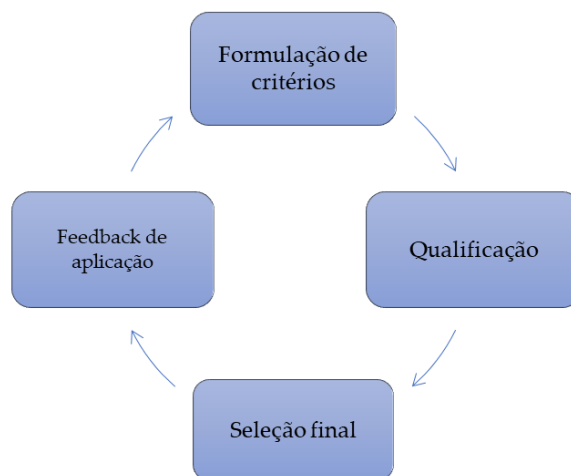 Formulação de
critérios
Qualificação
Seleção final
Feedback de
aplicação